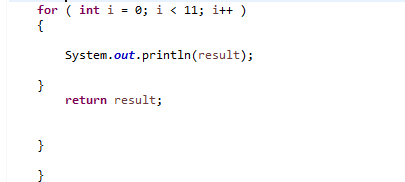 for ( int i = 0; i < 11; i++ )
{
System.out.println(result);
}
return result;
}
}